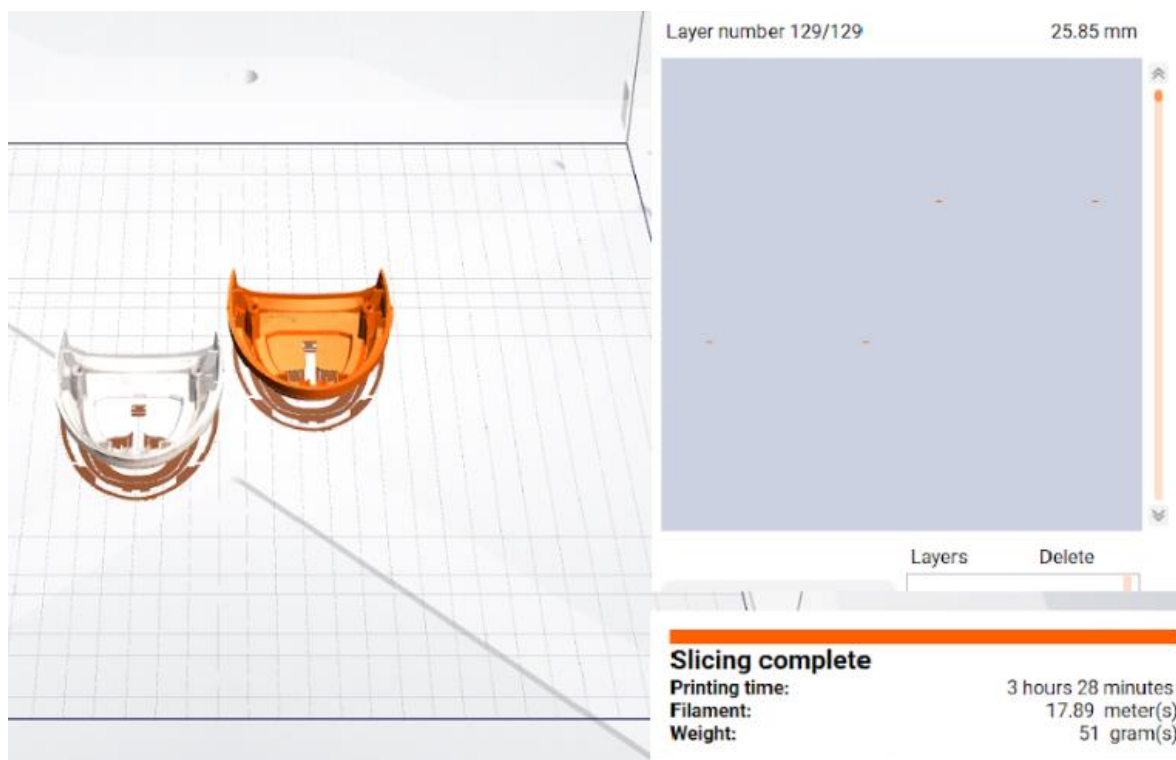 Layer number 129/129 25.85 mm
Layers Delete
Slicing complete
Printing time: 3 hours 28 minutes
Filament: 17.89 meter(s)
Weight: 51 gram(s)